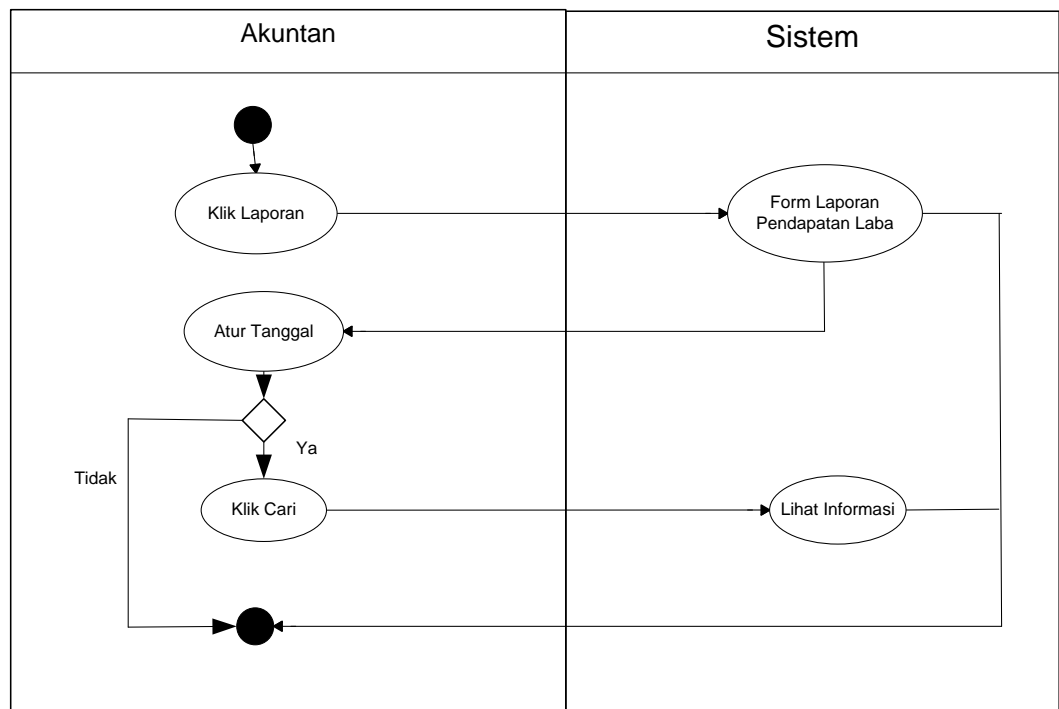 Akuntan
Sistem
Klik Laporan
Form Laporan
Pendapatan Laba
Atur Tanggal
Ya
Tidak
Klik Cari
Lihat Informasi